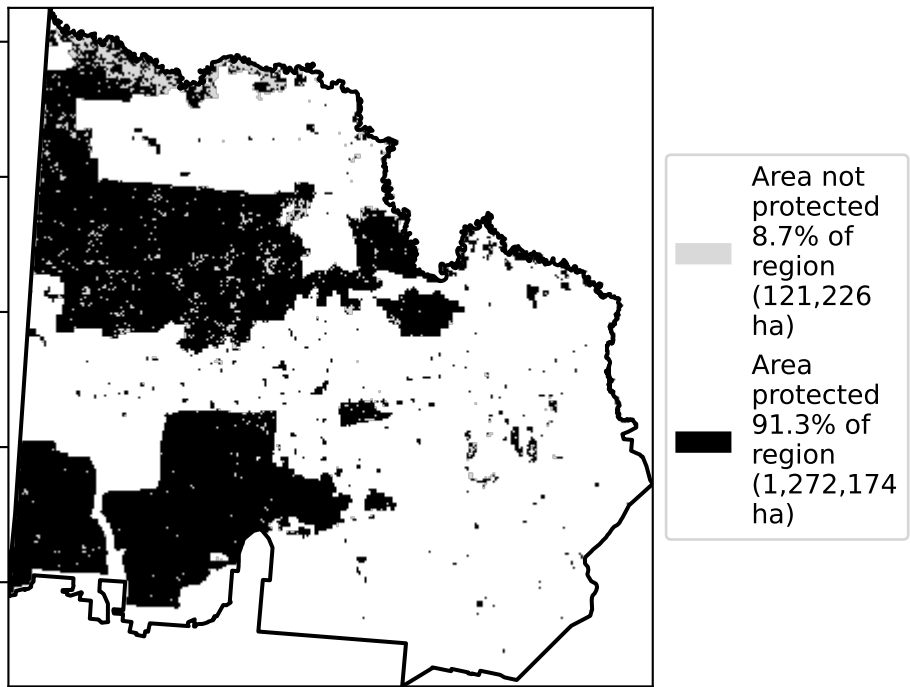 Area not
protected
8.7% of
region
(121,226
ha)
Area
protected
91.3% of
region
(1,272,174
ha)